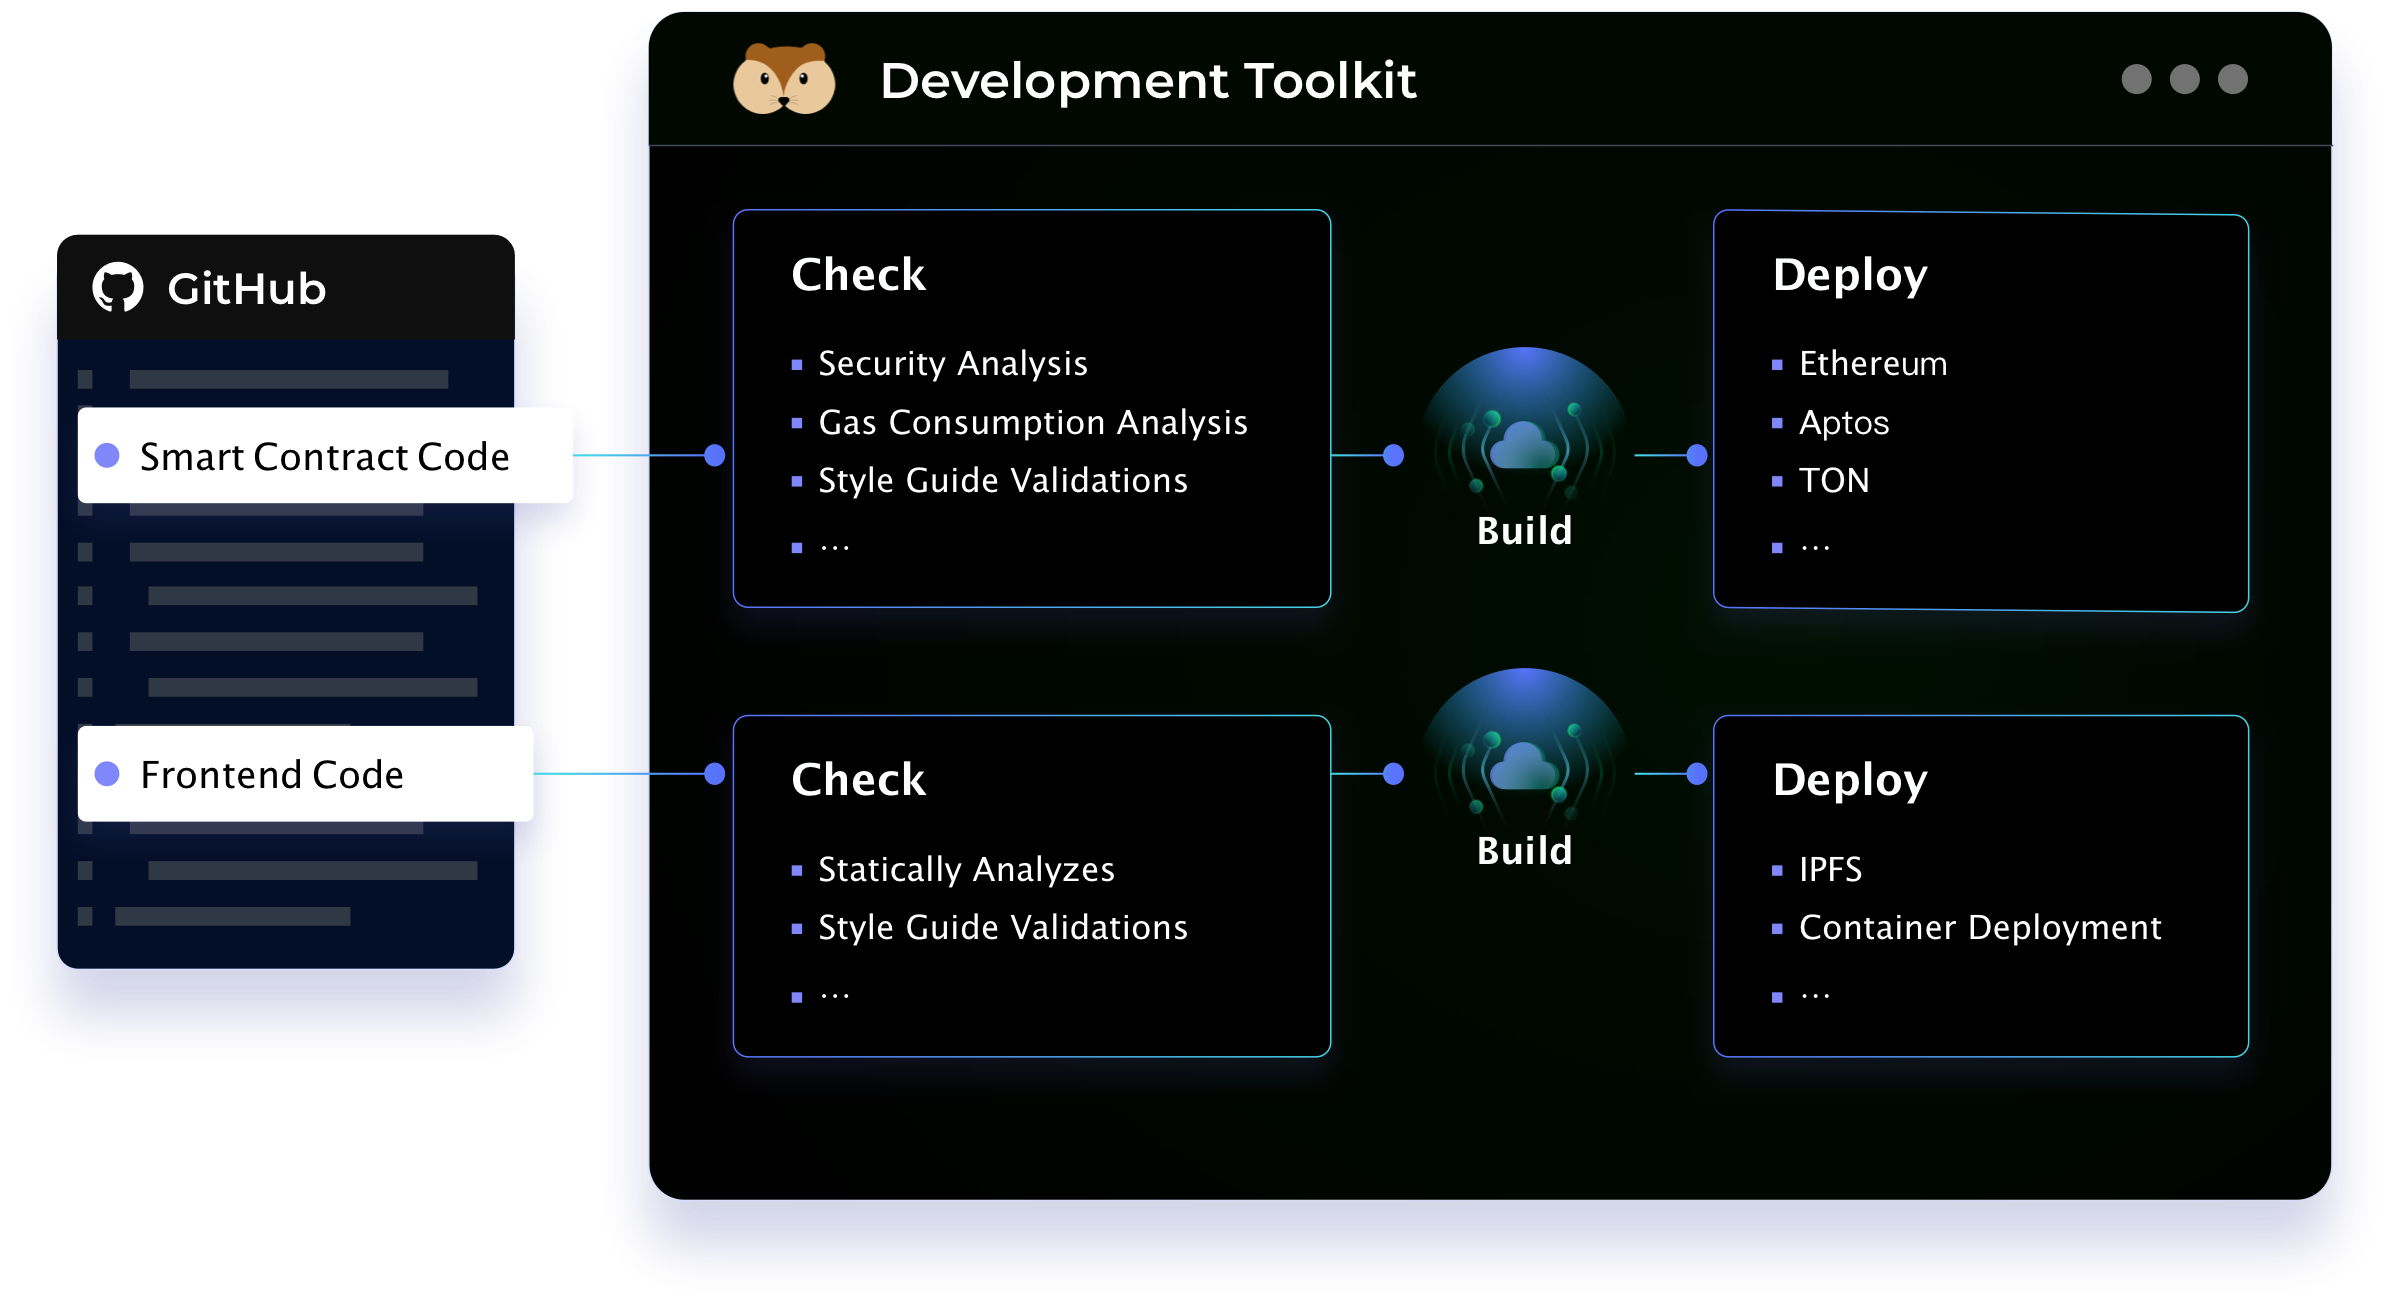 Development Toolkit
GitHub
Smart Contract Code
Frontend Code
Check
Security Analysis
Gas Consumption Analysis
Style Guide Validations
...
Build
Deploy
Ethereum
Aptos
TON
...
Check
Statically Analyzes
Style Guide Validations
...
Build
Deploy
IPFS
Container Deployment
...